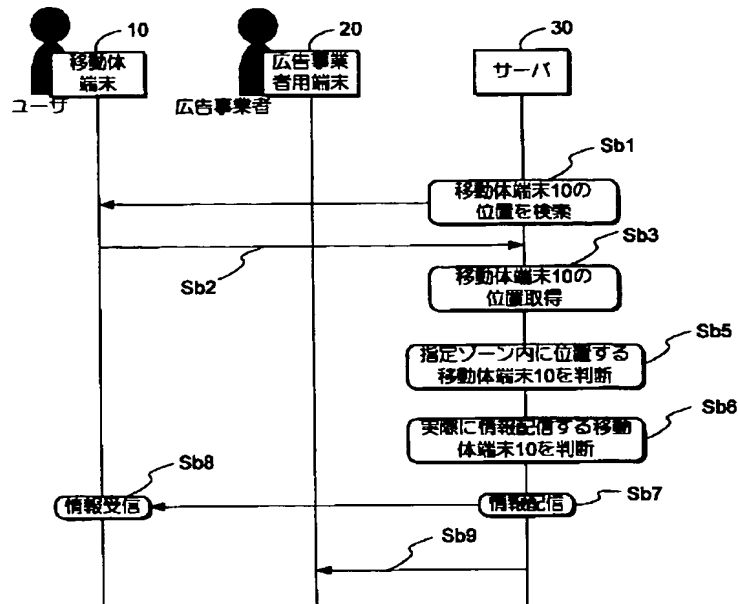 10
20
30
移動体
端末
広告事業
者用端末
サーバ
ユーザ
広告事業者
Sb1
移動体端末10の
位置を検索
Sb2
Sb3
移動体端末10の
位置取得
Sb5
指定ゾーン内に位置する
移動体端末10を判断
Sb6
実際に情報配信する移動
体端末10を判断
Sb8
情報受信
Sb7
情報配信
Sb9